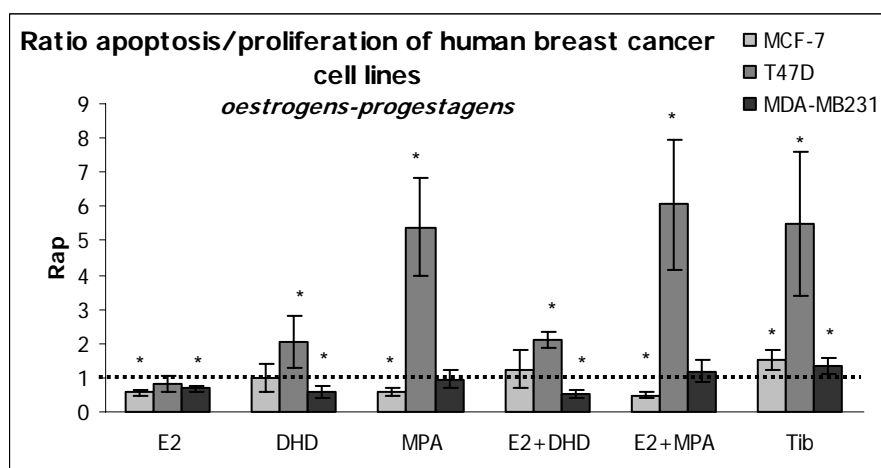 Ratio apoptosis/proliferation of human breast cancer
cell lines
oestrogens-progestagens
MCF-7
T47D
MDA-MB231
Rap
9
8
7
6
5
4
3
2
1
0
* * * * * * * * * * * * *
E2 DHD MPA E2+DHD E2+MPA Tib